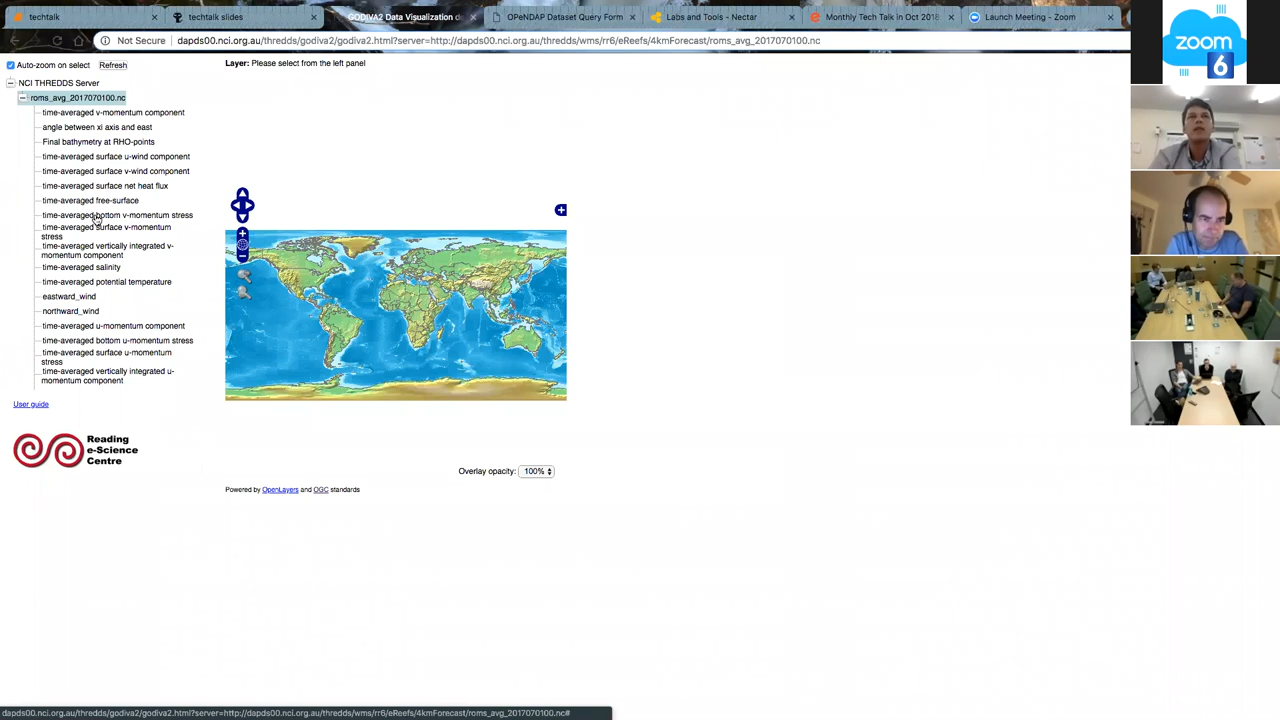 techtalk
techtalk slides
GODIVA2 Data Visualization d
OPeNDAP Dataset Query Form
Labs and Tools – Nectar
Monthly Tech Talk in Oct 2018
Launch Meeting - Zoom
Not Secure
dapds00.nci.org.au/thredds/godiva2/godiva2.html?server=http://dapds00.nci.org.au/thredds/wms/rr6/eReefs/4kmForecast/roms_avg_2017070100.nc
zoom
6
Auto-zoom on select Refresh
Layer: Please select from the left panel
NCI THREDDS Server
roms_avg_2017070100.nc
time-averaged v-momentum component
angle between xi axis and east
Final bathymetry at RHO-points
time-averaged surface u-wind component
time-averaged surface v-wind component
time-averaged surface net heat flux
time-averaged free-surface
time-averaged bottom v-momentum stress
time-averaged surface v-momentum
stress
time-averaged vertically integrated v-
momentum component
time-averaged salinity
time-averaged potential temperature
eastward_wind
northward_wind
time-averaged u-momentum component
time-averaged bottom u-momentum stress
time-averaged surface u-momentum
stress
time-averaged vertically integrated u-
momentum component
User guide
Reading
e-Science
Centre
Overlay opacity: 100%
Powered by OpenLayers and OGC standards
dapds00.nci.org.au/thredds/godiva2/godiva2.html?server=http://dapds00.nci.org.au/thredds/wms/rr6/eReefs/4kmForecast/roms_avg_2017070100.nc#